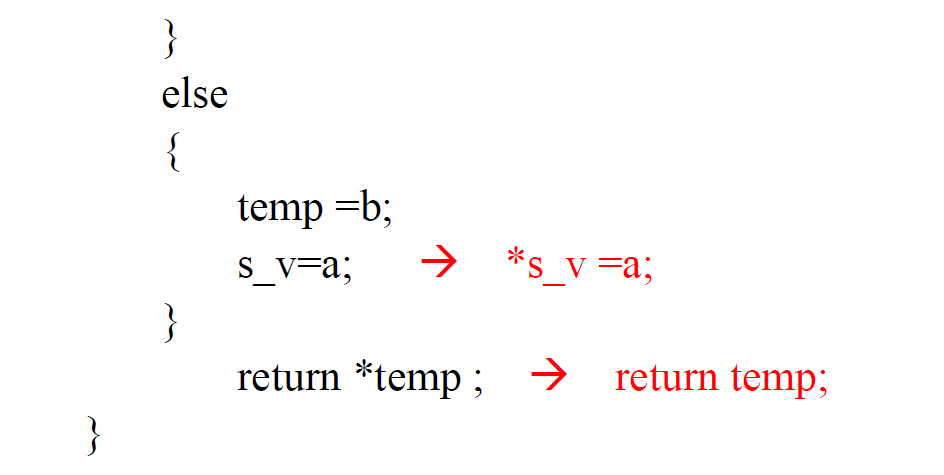 }
else
{
temp =b;
s_v=a; → *s_v =a;
}
return *temp ; → return temp;
}